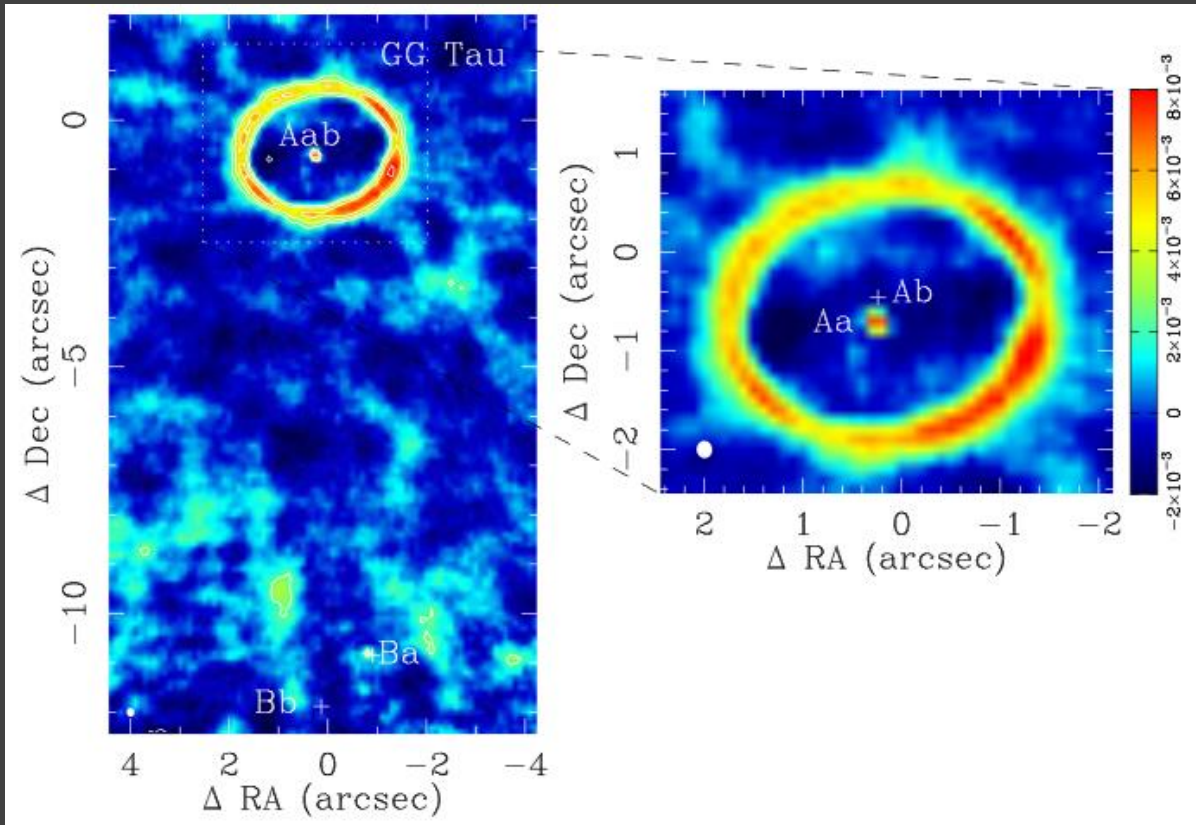 GG Tau
Aab
Ba
Bb
0
−5
−10
Δ Dec (arcsec)
4 2 0 −2 −4
Δ RA (arcsec)
Ab
Aa
1
0
−1
−2
Δ Dec (arcsec)
2 1 0 −1 −2
Δ RA (arcsec)
8×10⁻³
6×10⁻³
4×10⁻³
2×10⁻³
0
−2×10⁻³